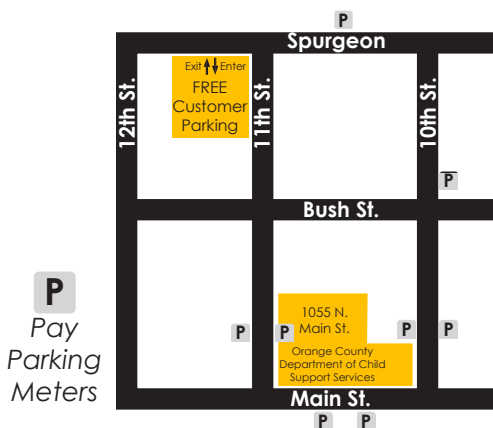 P
Spurgeon
Exit Enter
FREE
Customer
Parking
12th St.
11th St.
10th St.
P
Bush St.
P
Pay
Parking
Meters
1055 N.
Main St.
P
P
P
P
Orange County
Department of Child
Support Services
Main St.
P
P